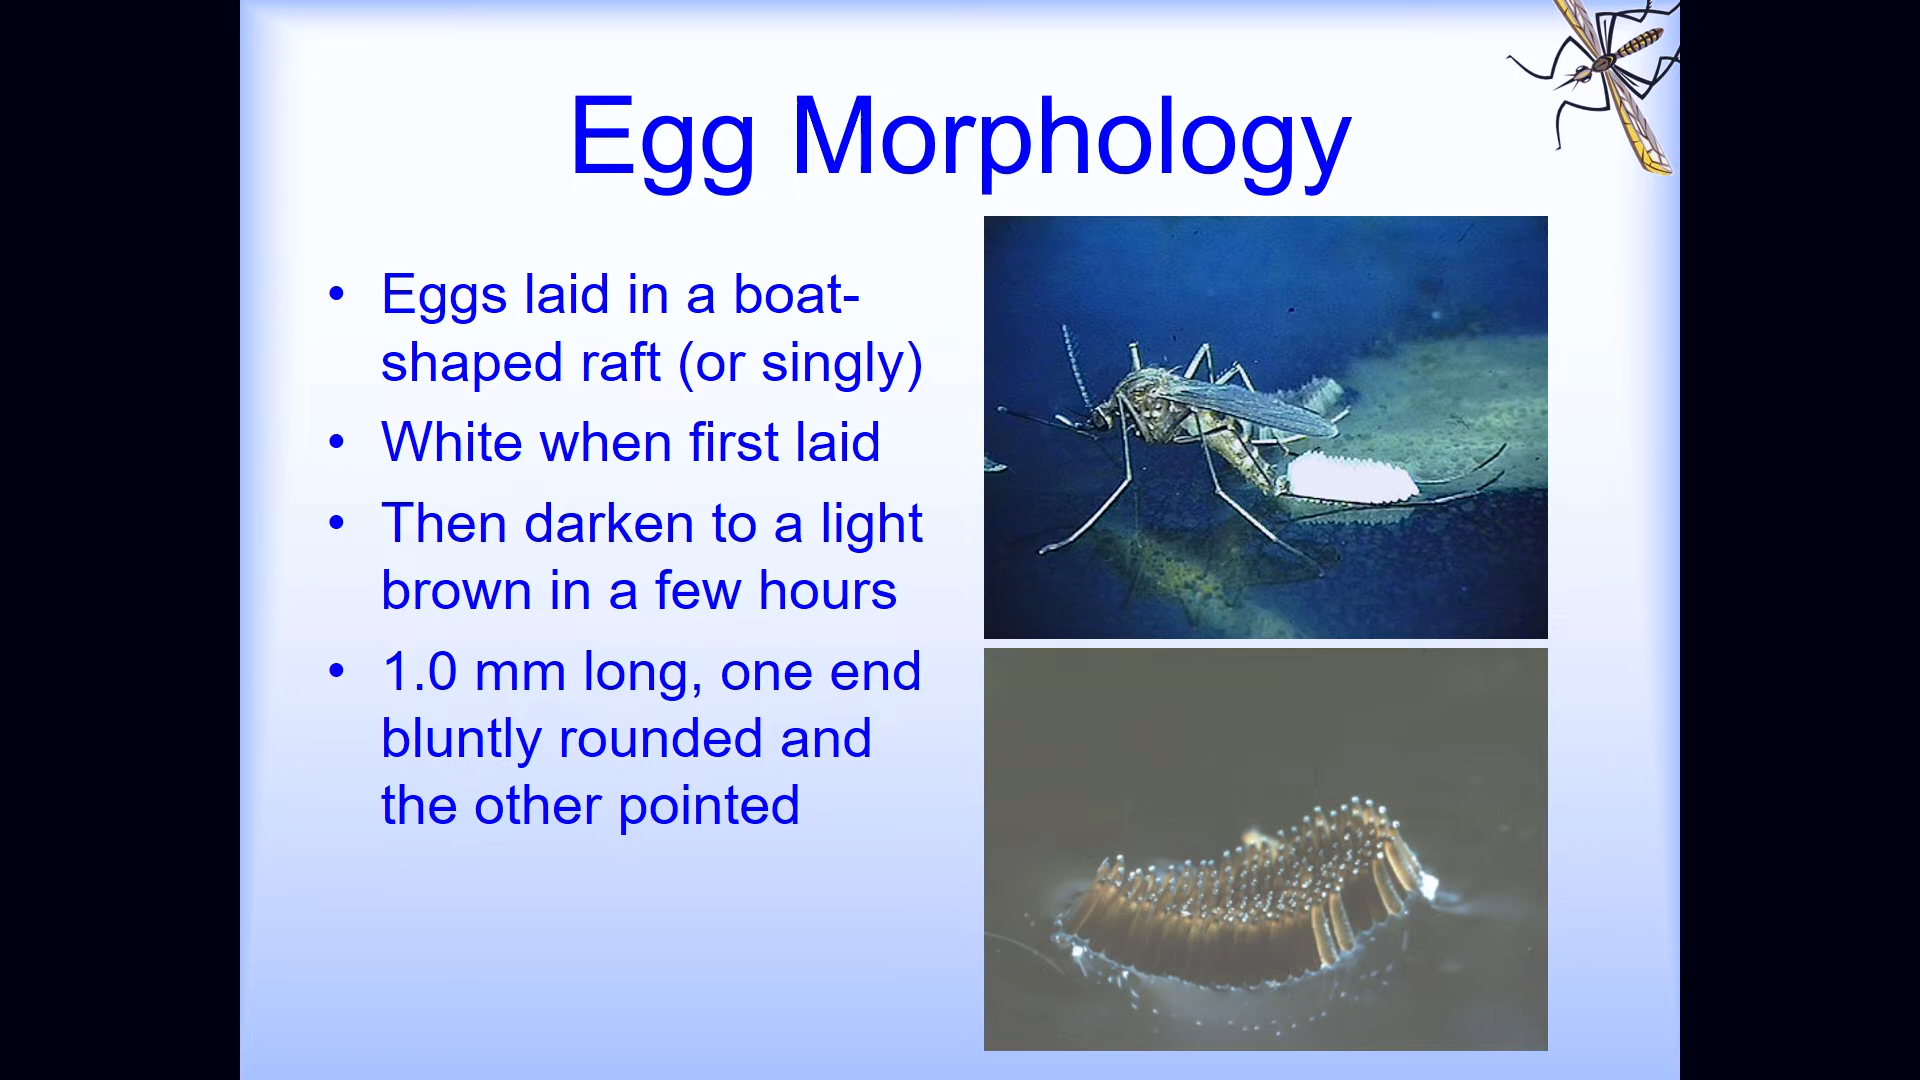 Egg Morphology
• Eggs laid in a boat-
shaped raft (or singly)
• White when first laid
• Then darken to a light
brown in a few hours
• 1.0 mm long, one end
bluntly rounded and
the other pointed